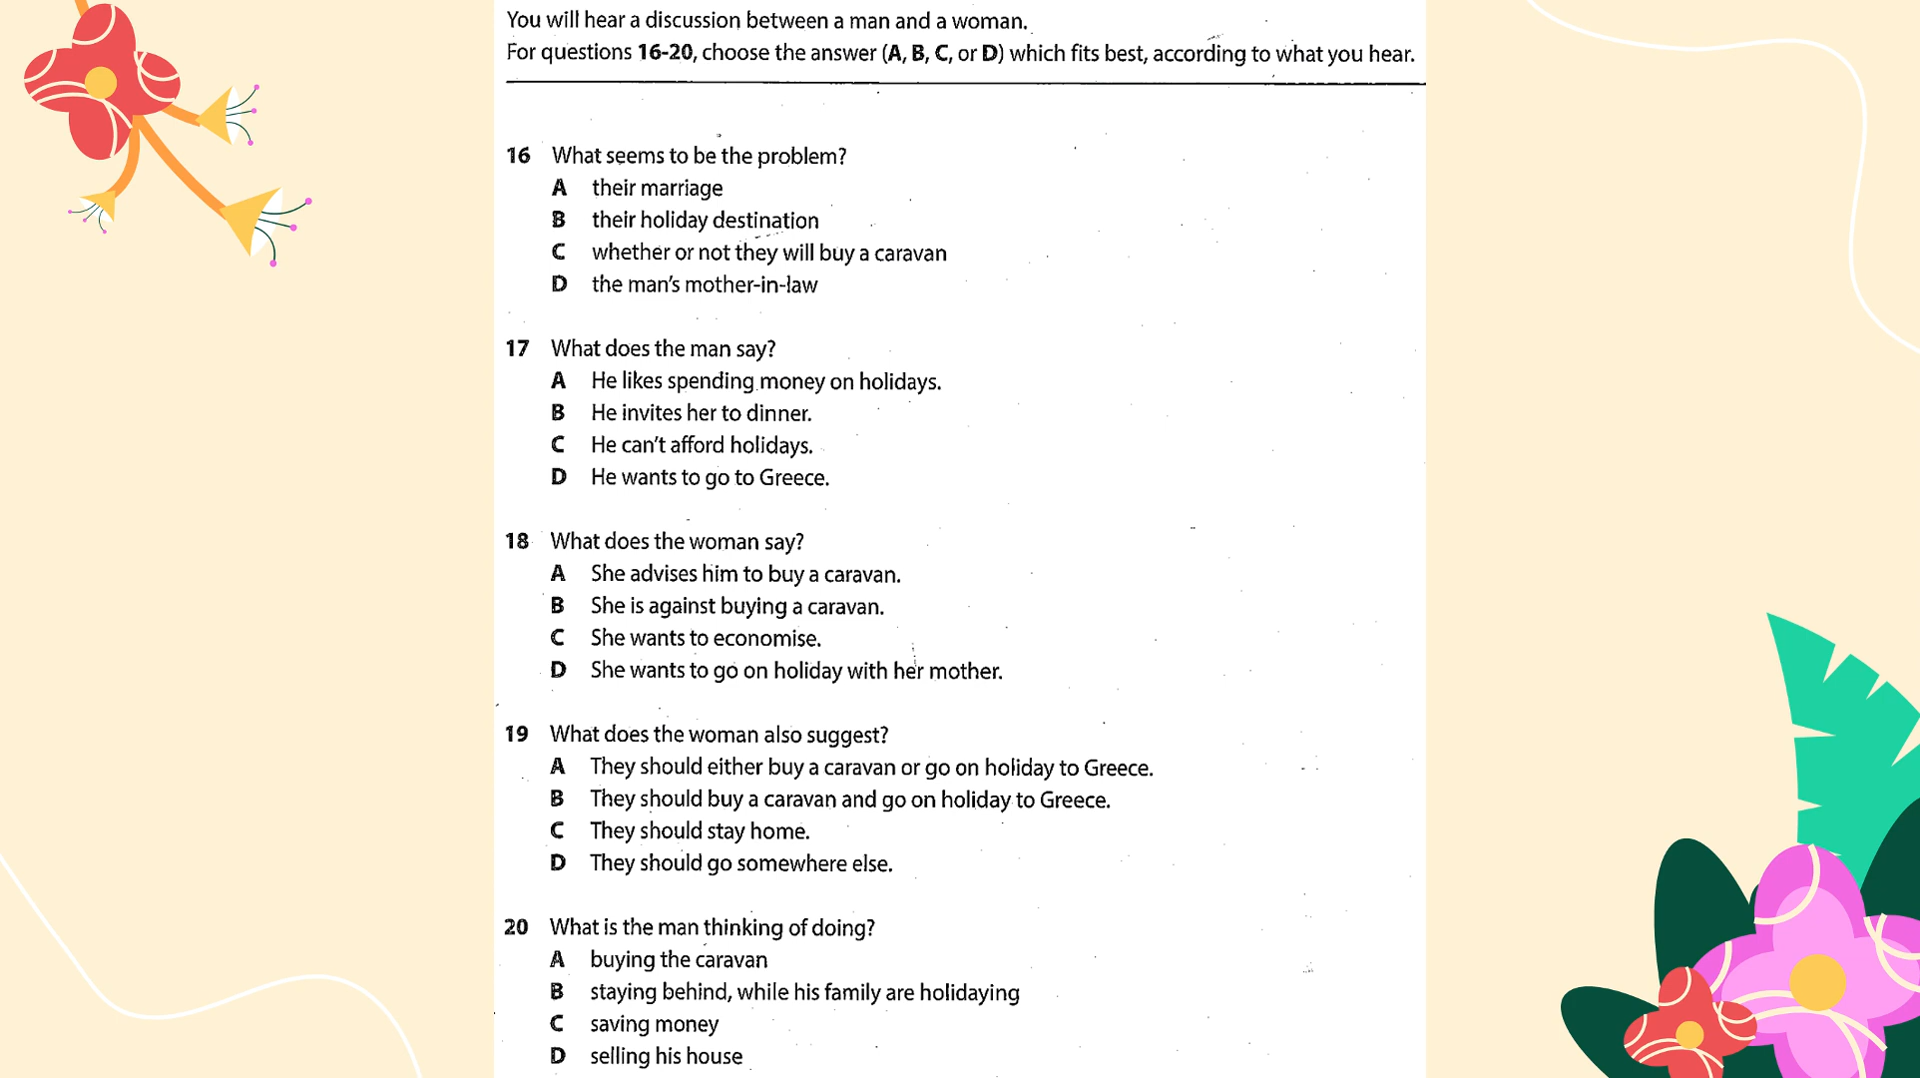 You will hear a discussion between a man and a woman.
For questions 16-20, choose the answer (A, B, C, or D) which fits best, according to what you hear.
16 What seems to be the problem?
A their marriage
B their holiday destination
C whether or not they will buy a caravan
D the man's mother-in-law
17 What does the man say?
A He likes spending money on holidays.
B He invites her to dinner.
C He can't afford holidays.
D He wants to go to Greece.
18 What does the woman say?
A She advises him to buy a caravan.
B She is against buying a caravan.
C She wants to economise.
D She wants to go on holiday with her mother.
19 What does the woman also suggest?
A They should either buy a caravan or go on holiday to Greece.
B They should buy a caravan and go on holiday to Greece.
C They should stay home.
D They should go somewhere else.
20 What is the man thinking of doing?
A buying the caravan
B staying behind, while his family are holidaying
C saving money
D selling his house